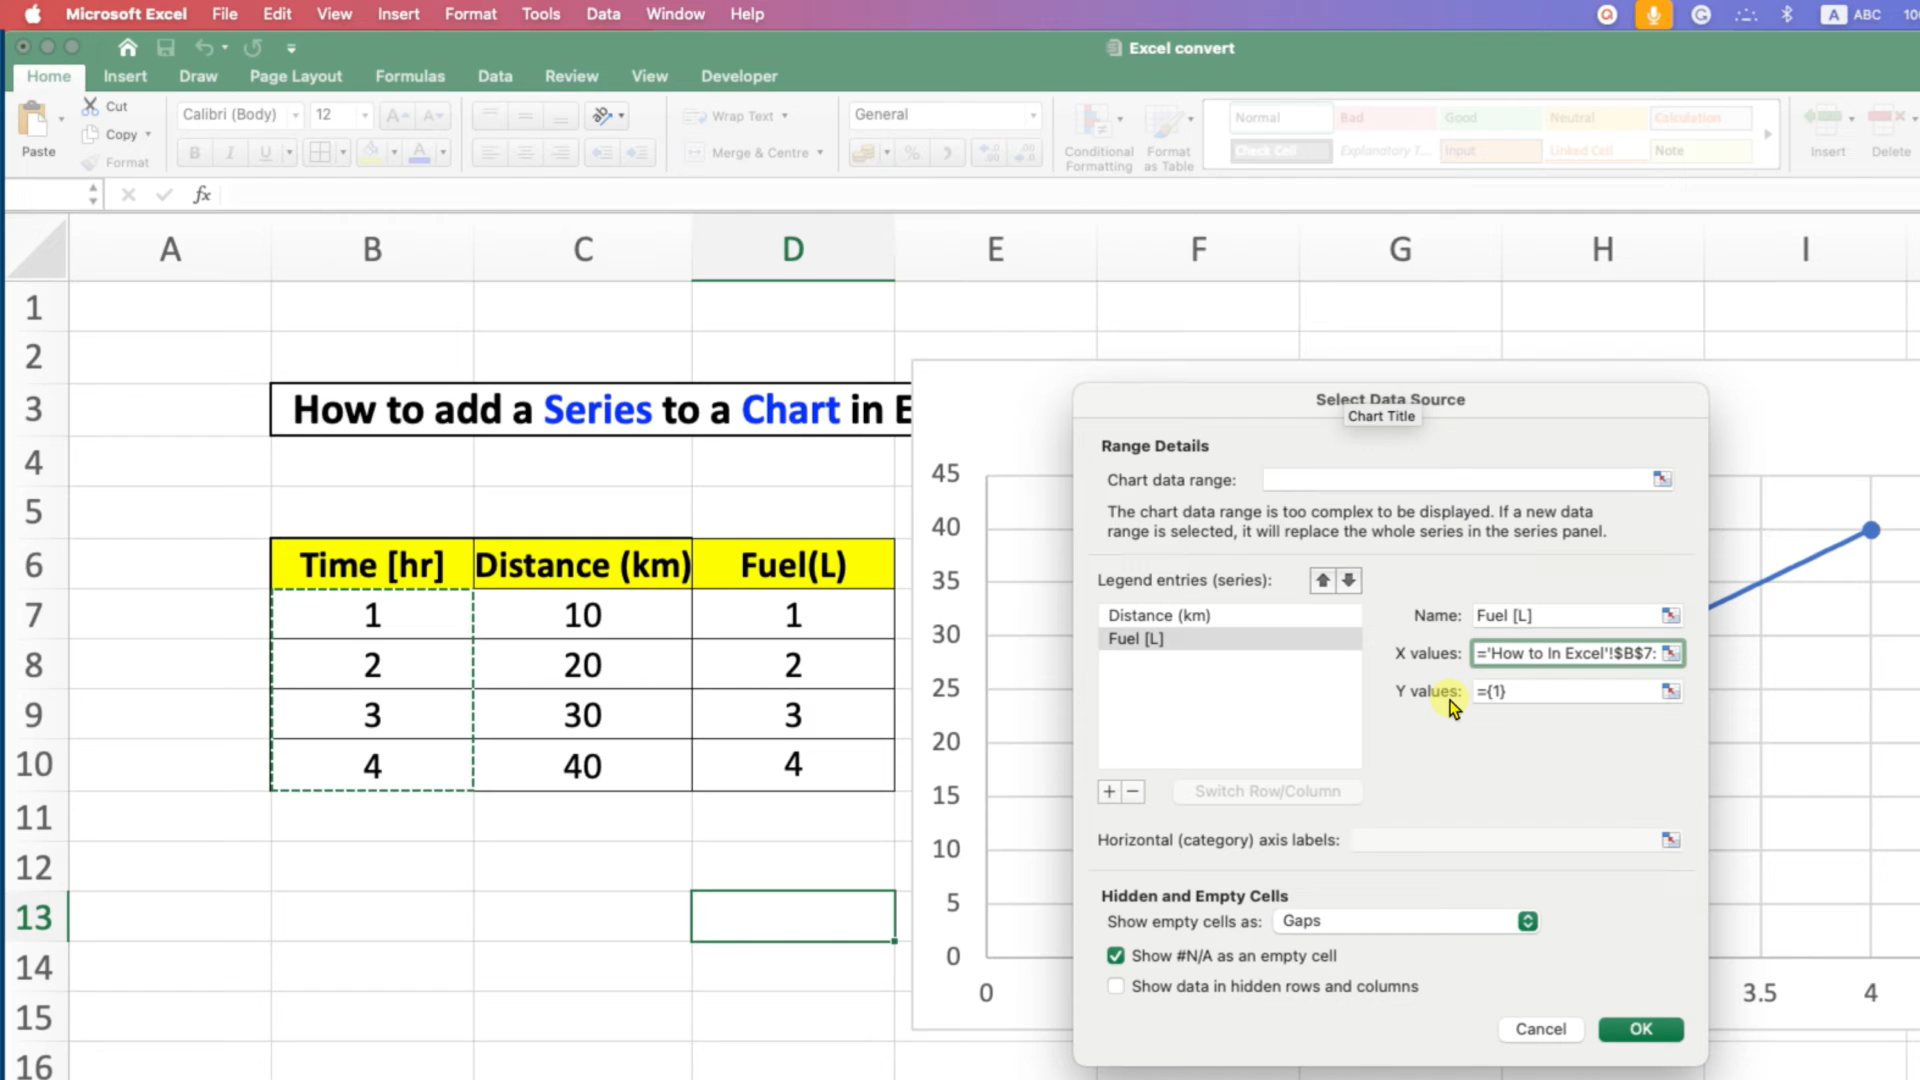 Microsoft Excel File Edit View Insert Format Tools Data Window Help A ABC
Excel convert
Home Insert Draw Page Layout Formulas Data Review View Developer
Cut
Copy
Format
Paste
Calibri (Body) 12
B I U
Wrap Text
Merge & Centre
General
Conditional Formatting
Format as Table
Normal Bad Good Neutral Calculation
Check Cell Explanatory T... Input Linked Cell Note
Insert Delete
fx
A B C D E F G H I
1
2
3 How to add a Series to a Chart in E
4
5
6 Time [hr] Distance (km) Fuel(L)
7 1 10 1
8 2 20 2
9 3 30 3
10 4 40 4
11
12
13
14
15
16
45
40
35
30
25
20
15
10
5
0
0 3.5 4
Select Data Source
Chart Title
Range Details
Chart data range:
The chart data range is too complex to be displayed. If a new data
range is selected, it will replace the whole series in the series panel.
Legend entries (series):
Distance (km)
Fuel [L]
Name: Fuel [L]
X values: ='How to In Excel'!$B$7:
Y values: ={1}
+ −
Switch Row/Column
Horizontal (category) axis labels:
Hidden and Empty Cells
Show empty cells as: Gaps
Show #N/A as an empty cell
Show data in hidden rows and columns
Cancel OK